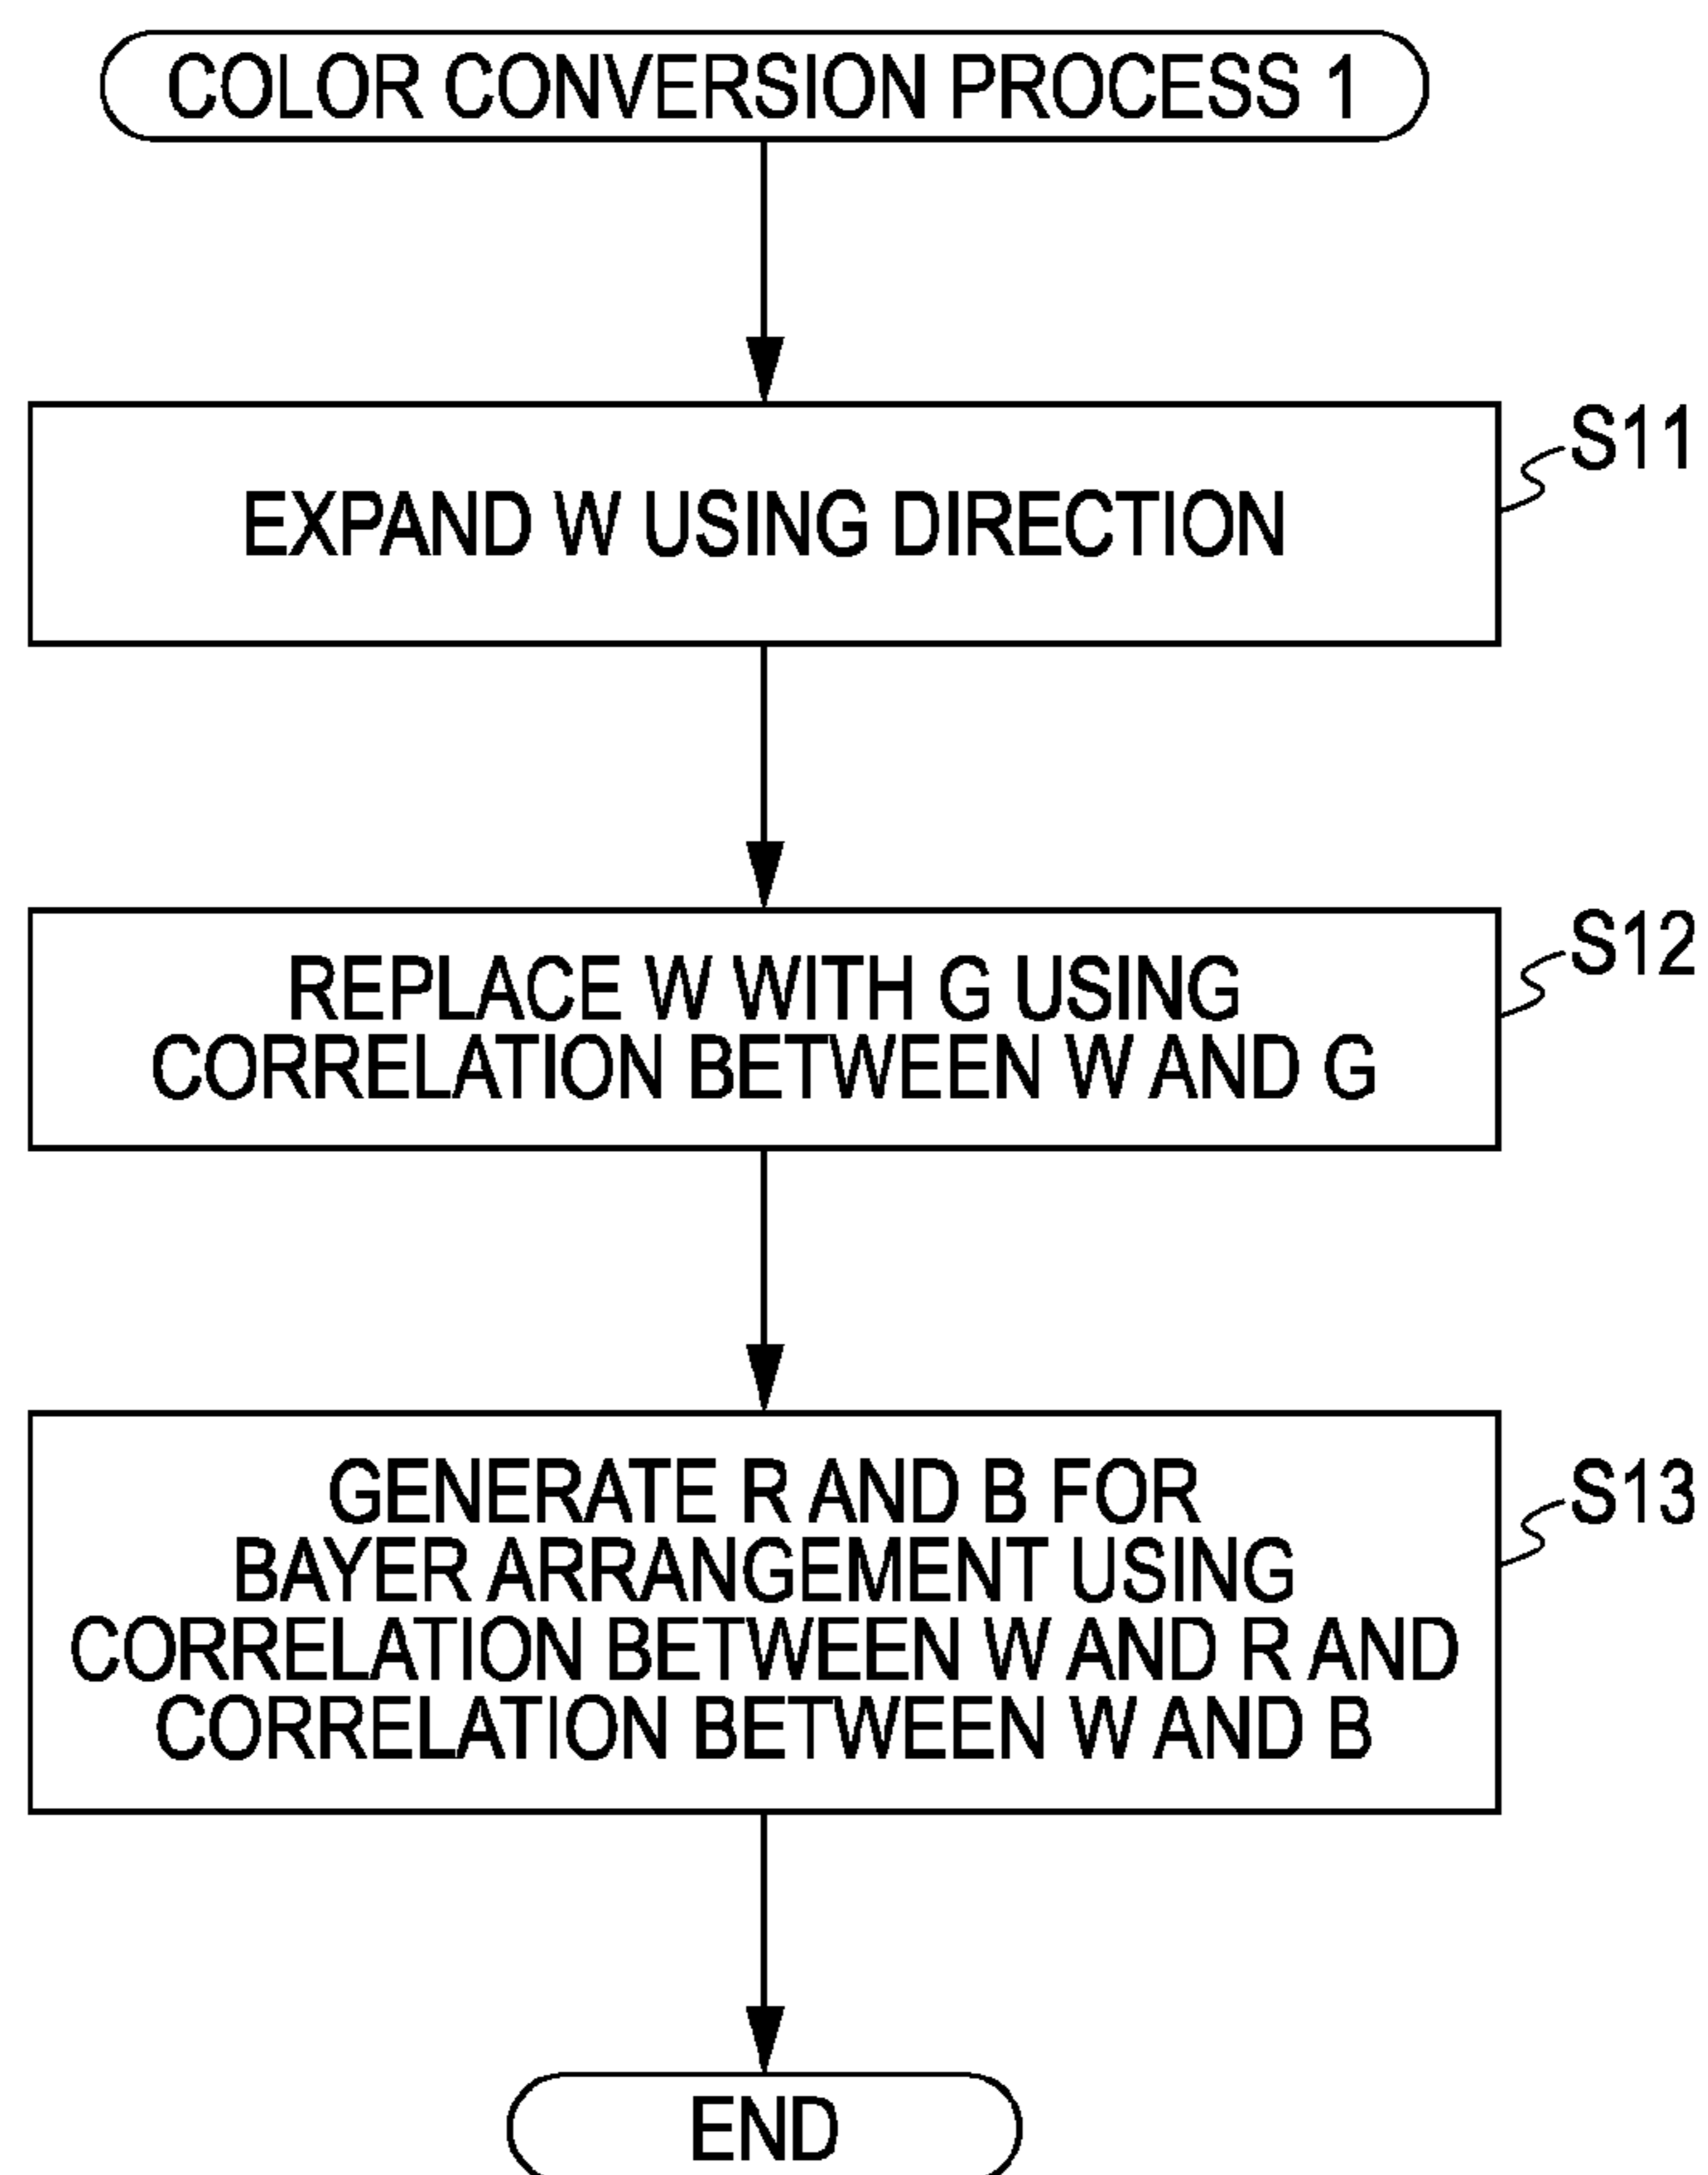 COLOR CONVERSION PROCESS 1
S11
EXPAND W USING DIRECTION
S12
REPLACE W WITH G USING
CORRELATION BETWEEN W AND G
S13
GENERATE R AND B FOR
BAYER ARRANGEMENT USING
CORRELATION BETWEEN W AND R AND
CORRELATION BETWEEN W AND B
END